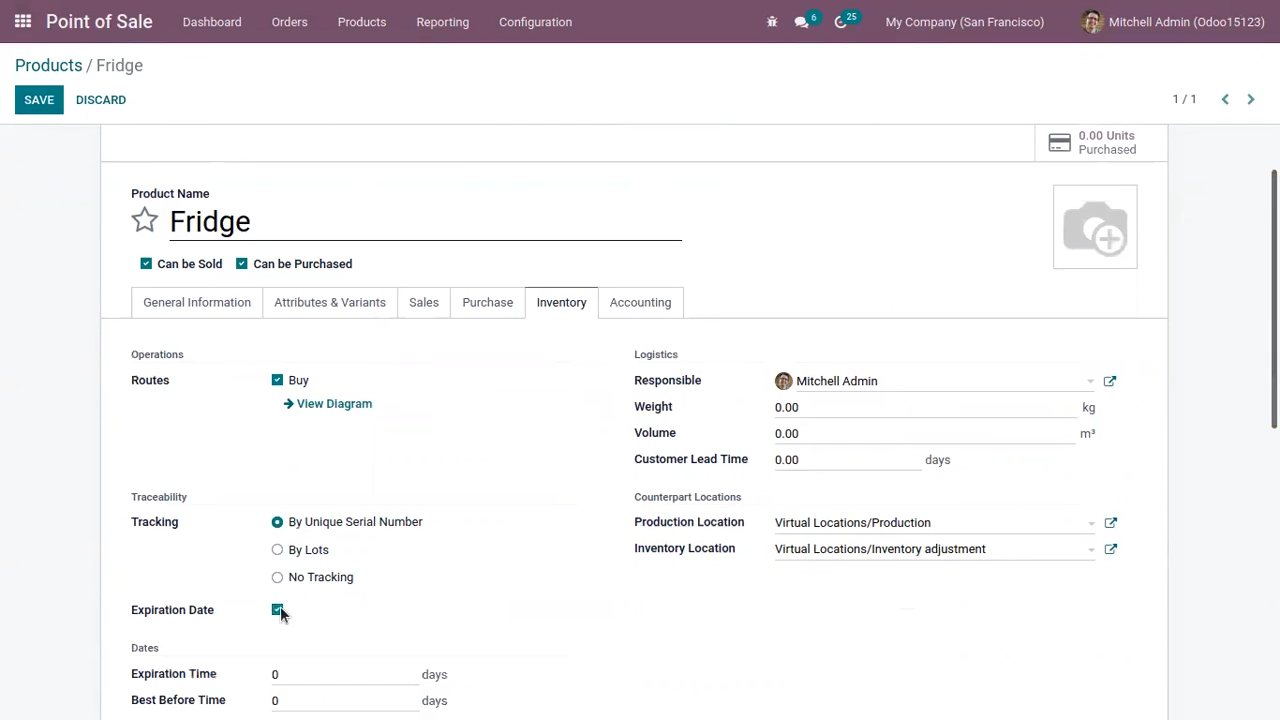 Point of Sale Dashboard Orders Products Reporting Configuration 6 25 My Company (San Francisco) Mitchell Admin (Odoo15123)
Products / Fridge
SAVE DISCARD 1 / 1
0.00 Units
Purchased
Product Name
Fridge
Can be Sold Can be Purchased
General Information Attributes & Variants Sales Purchase Inventory Accounting
Operations Logistics
Routes Buy Responsible Mitchell Admin
View Diagram Weight 0.00 kg
Volume 0.00 m³
Customer Lead Time 0.00 days
Traceability Counterpart Locations
Tracking By Unique Serial Number Production Location Virtual Locations/Production
By Lots Inventory Location Virtual Locations/Inventory adjustment
No Tracking
Expiration Date
Dates
Expiration Time 0 days
Best Before Time 0 days